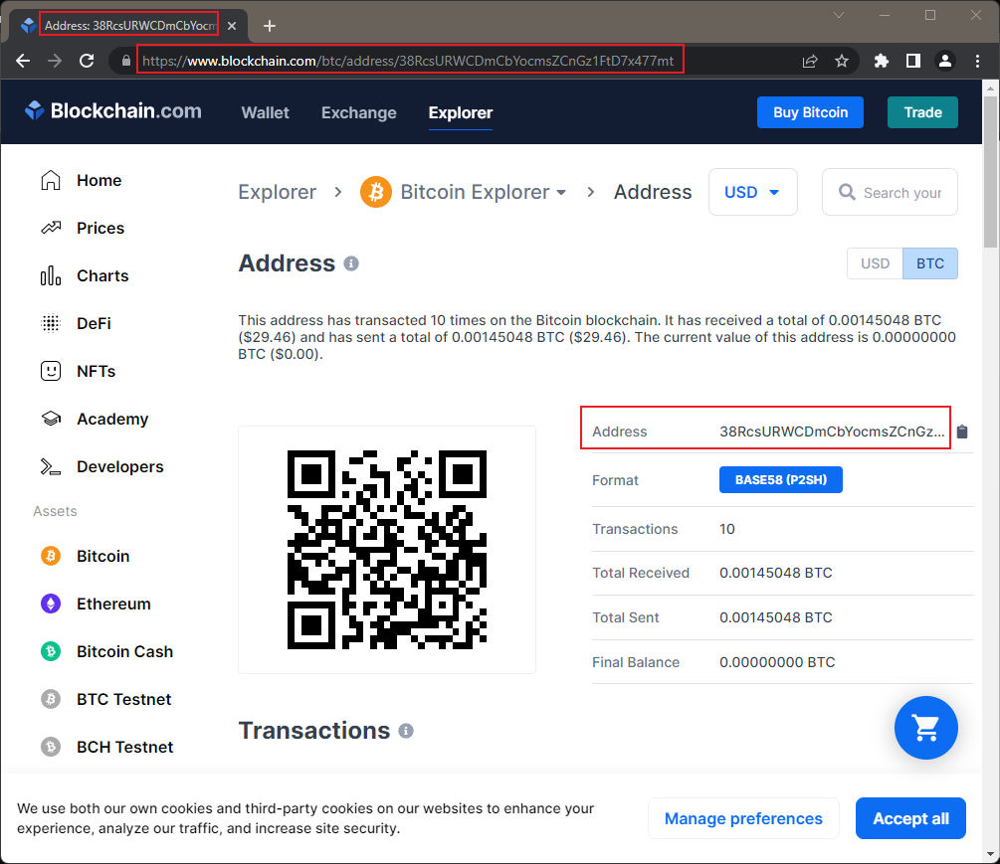 Address: 38RcsURWCDmCbYocm
https://www.blockchain.com/btc/address/38RcsURWCDmCbYocmsZCnGz1FtD7x477mt
Blockchain.com
Wallet
Exchange
Explorer
Buy Bitcoin
Trade
Home
Prices
Charts
DeFi
NFTs
Academy
Developers
Assets
Bitcoin
Ethereum
Bitcoin Cash
BTC Testnet
BCH Testnet
Explorer > Bitcoin Explorer > Address
USD
Search your
Address
USD
BTC
This address has transacted 10 times on the Bitcoin blockchain. It has received a total of 0.00145048 BTC
($29.46) and has sent a total of 0.00145048 BTC ($29.46). The current value of this address is 0.00000000
BTC ($0.00).
Address 38RcsURWCDmCbYocmsZCnGz...
Format BASE58 (P2SH)
Transactions 10
Total Received 0.00145048 BTC
Total Sent 0.00145048 BTC
Final Balance 0.00000000 BTC
Transactions
We use both our own cookies and third-party cookies on our websites to enhance your
experience, analyze our traffic, and increase site security.
Manage preferences
Accept all